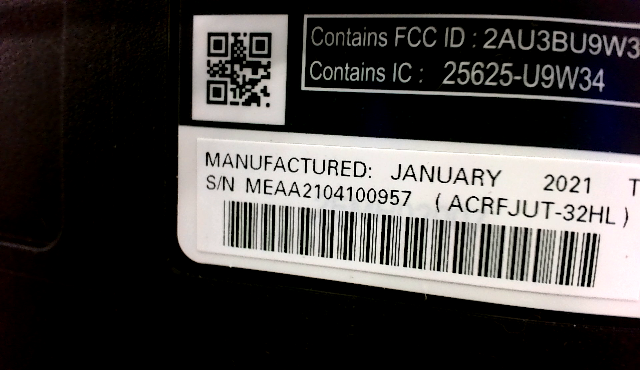 Contains FCC ID : 2AU3BU9W3
Contains IC : 25625-U9W34
MANUFACTURED: JANUARY 2021 T
S/N MEAA2104100957 ( ACRFJUT-32HL )